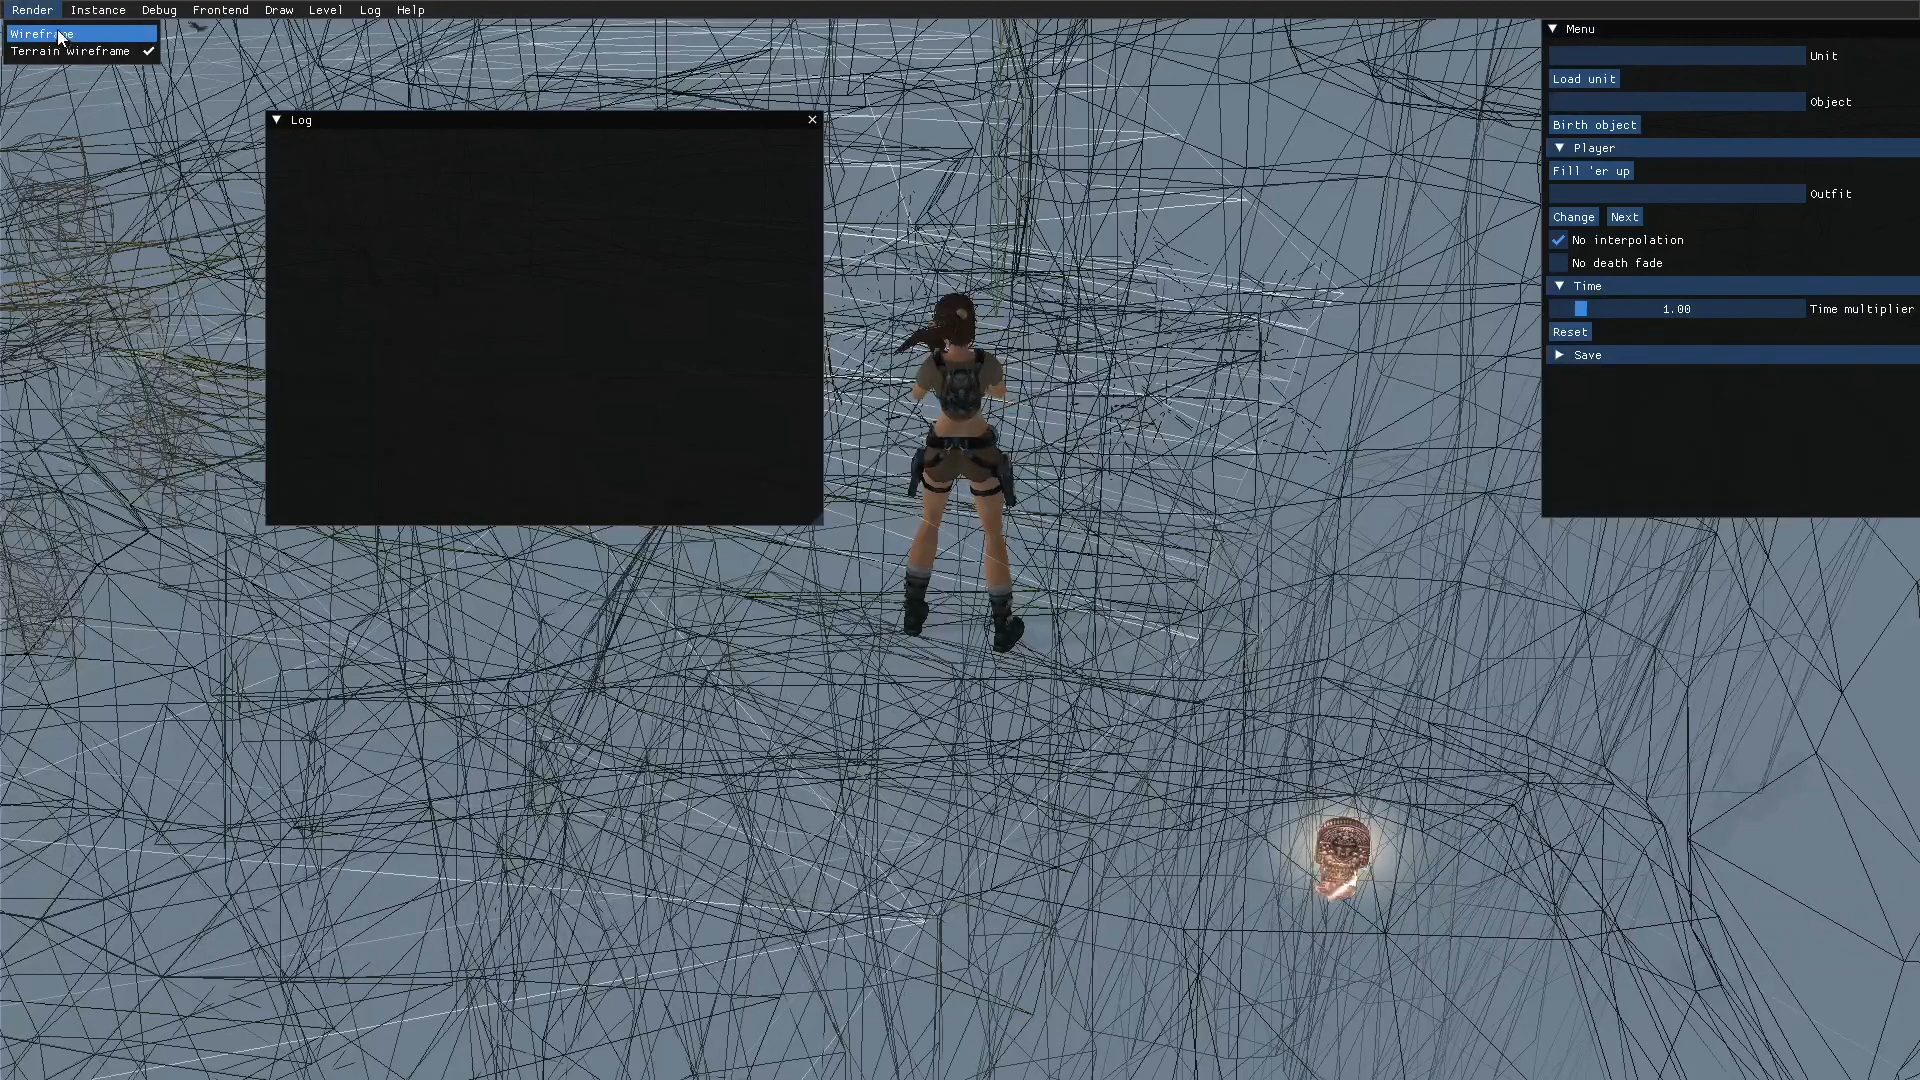 Render Instance Debug Frontend Draw Level Log Help
Wireframe
Terrain wireframe
Log
Menu
Unit
Load unit
Object
Birth object
Player
Fill 'er up
Outfit
Change Next
No interpolation
No death fade
Time
1.00 Time multiplier
Reset
Save